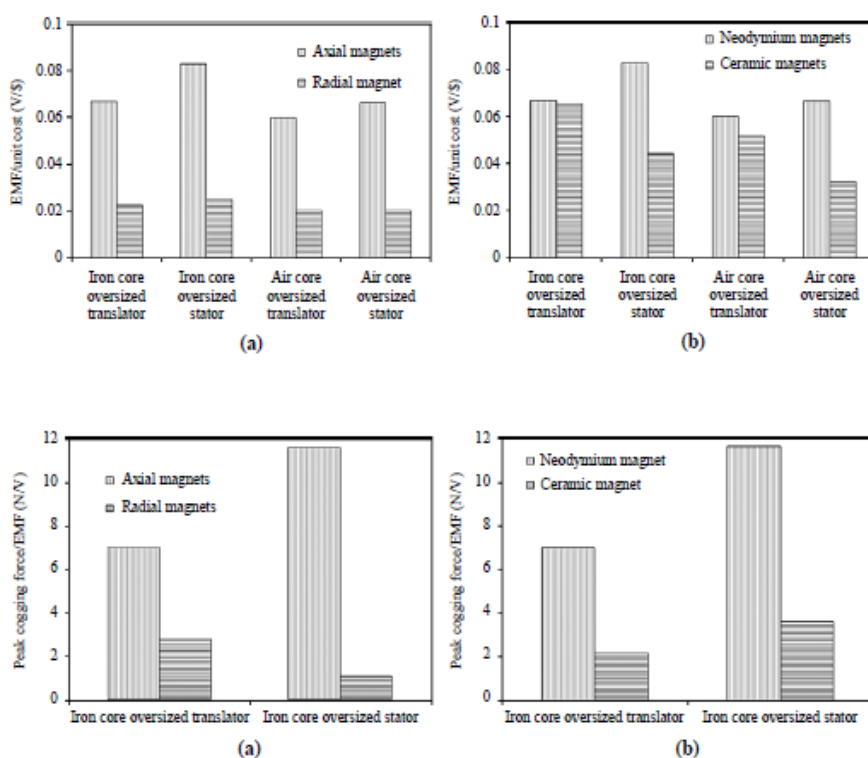 0.1
0.08
0.06
0.04
0.02
0
EMF/unit cost (V/$)
Axial magnets
Radial magnet
Iron core
oversized
translator
Iron core
oversized
stator
Air core
oversized
translator
Air core
oversized
stator
(a)
0.1
0.08
0.06
0.04
0.02
0
EMF/unit cost (V/$)
Neodymium magnets
Ceramic magnets
Iron core
oversized
translator
Iron core
oversized
stator
Air core
oversized
translator
Air core
oversized
stator
(b)
12
10
8
6
4
2
0
Peak cogging force/EMF (N/V)
Axial magnets
Radial magnets
Iron core oversized translator
Iron core oversized stator
(a)
12
10
8
6
4
2
0
Peak cogging force/EMF (N/V)
Neodymium magnet
Ceramic magnet
Iron core oversized translator
Iron core oversized stator
(b)